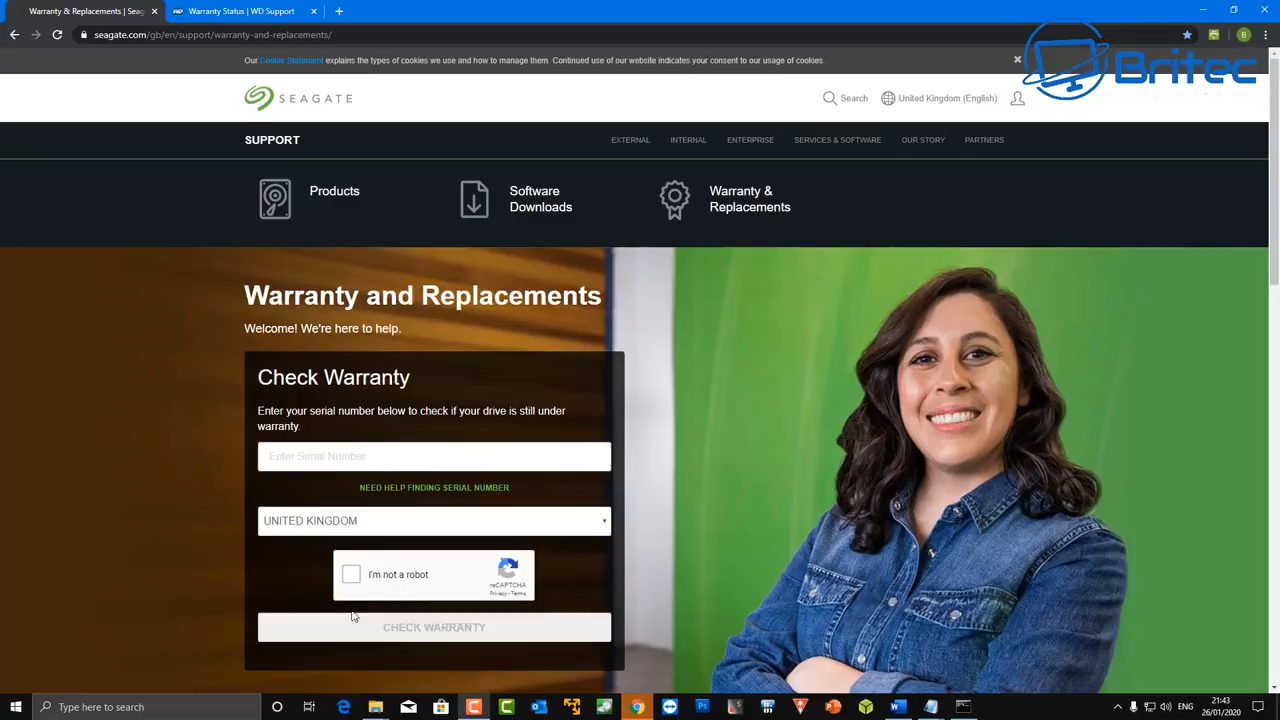 Warranty & Replacements | Seag
Warranty Status | WD Support
seagate.com/gb/en/support/warranty-and-replacements/
Our Cookie Statement explains the types of cookies we use and how to manage them. Continued use of our website indicates your consent to our usage of cookies.
Britec
SEAGATE
Search
United Kingdom (English)
SUPPORT
EXTERNAL
INTERNAL
ENTERPRISE
SERVICES & SOFTWARE
OUR STORY
PARTNERS
Products
Software
Downloads
Warranty &
Replacements
Warranty and Replacements
Welcome! We're here to help.
Check Warranty
Enter your serial number below to check if your drive is still under
warranty.
Enter Serial Number
NEED HELP FINDING SERIAL NUMBER
UNITED KINGDOM
I'm not a robot
reCAPTCHA
Privacy - Terms
CHECK WARRANTY
Type here to search
ENG
21:43
26/01/2020